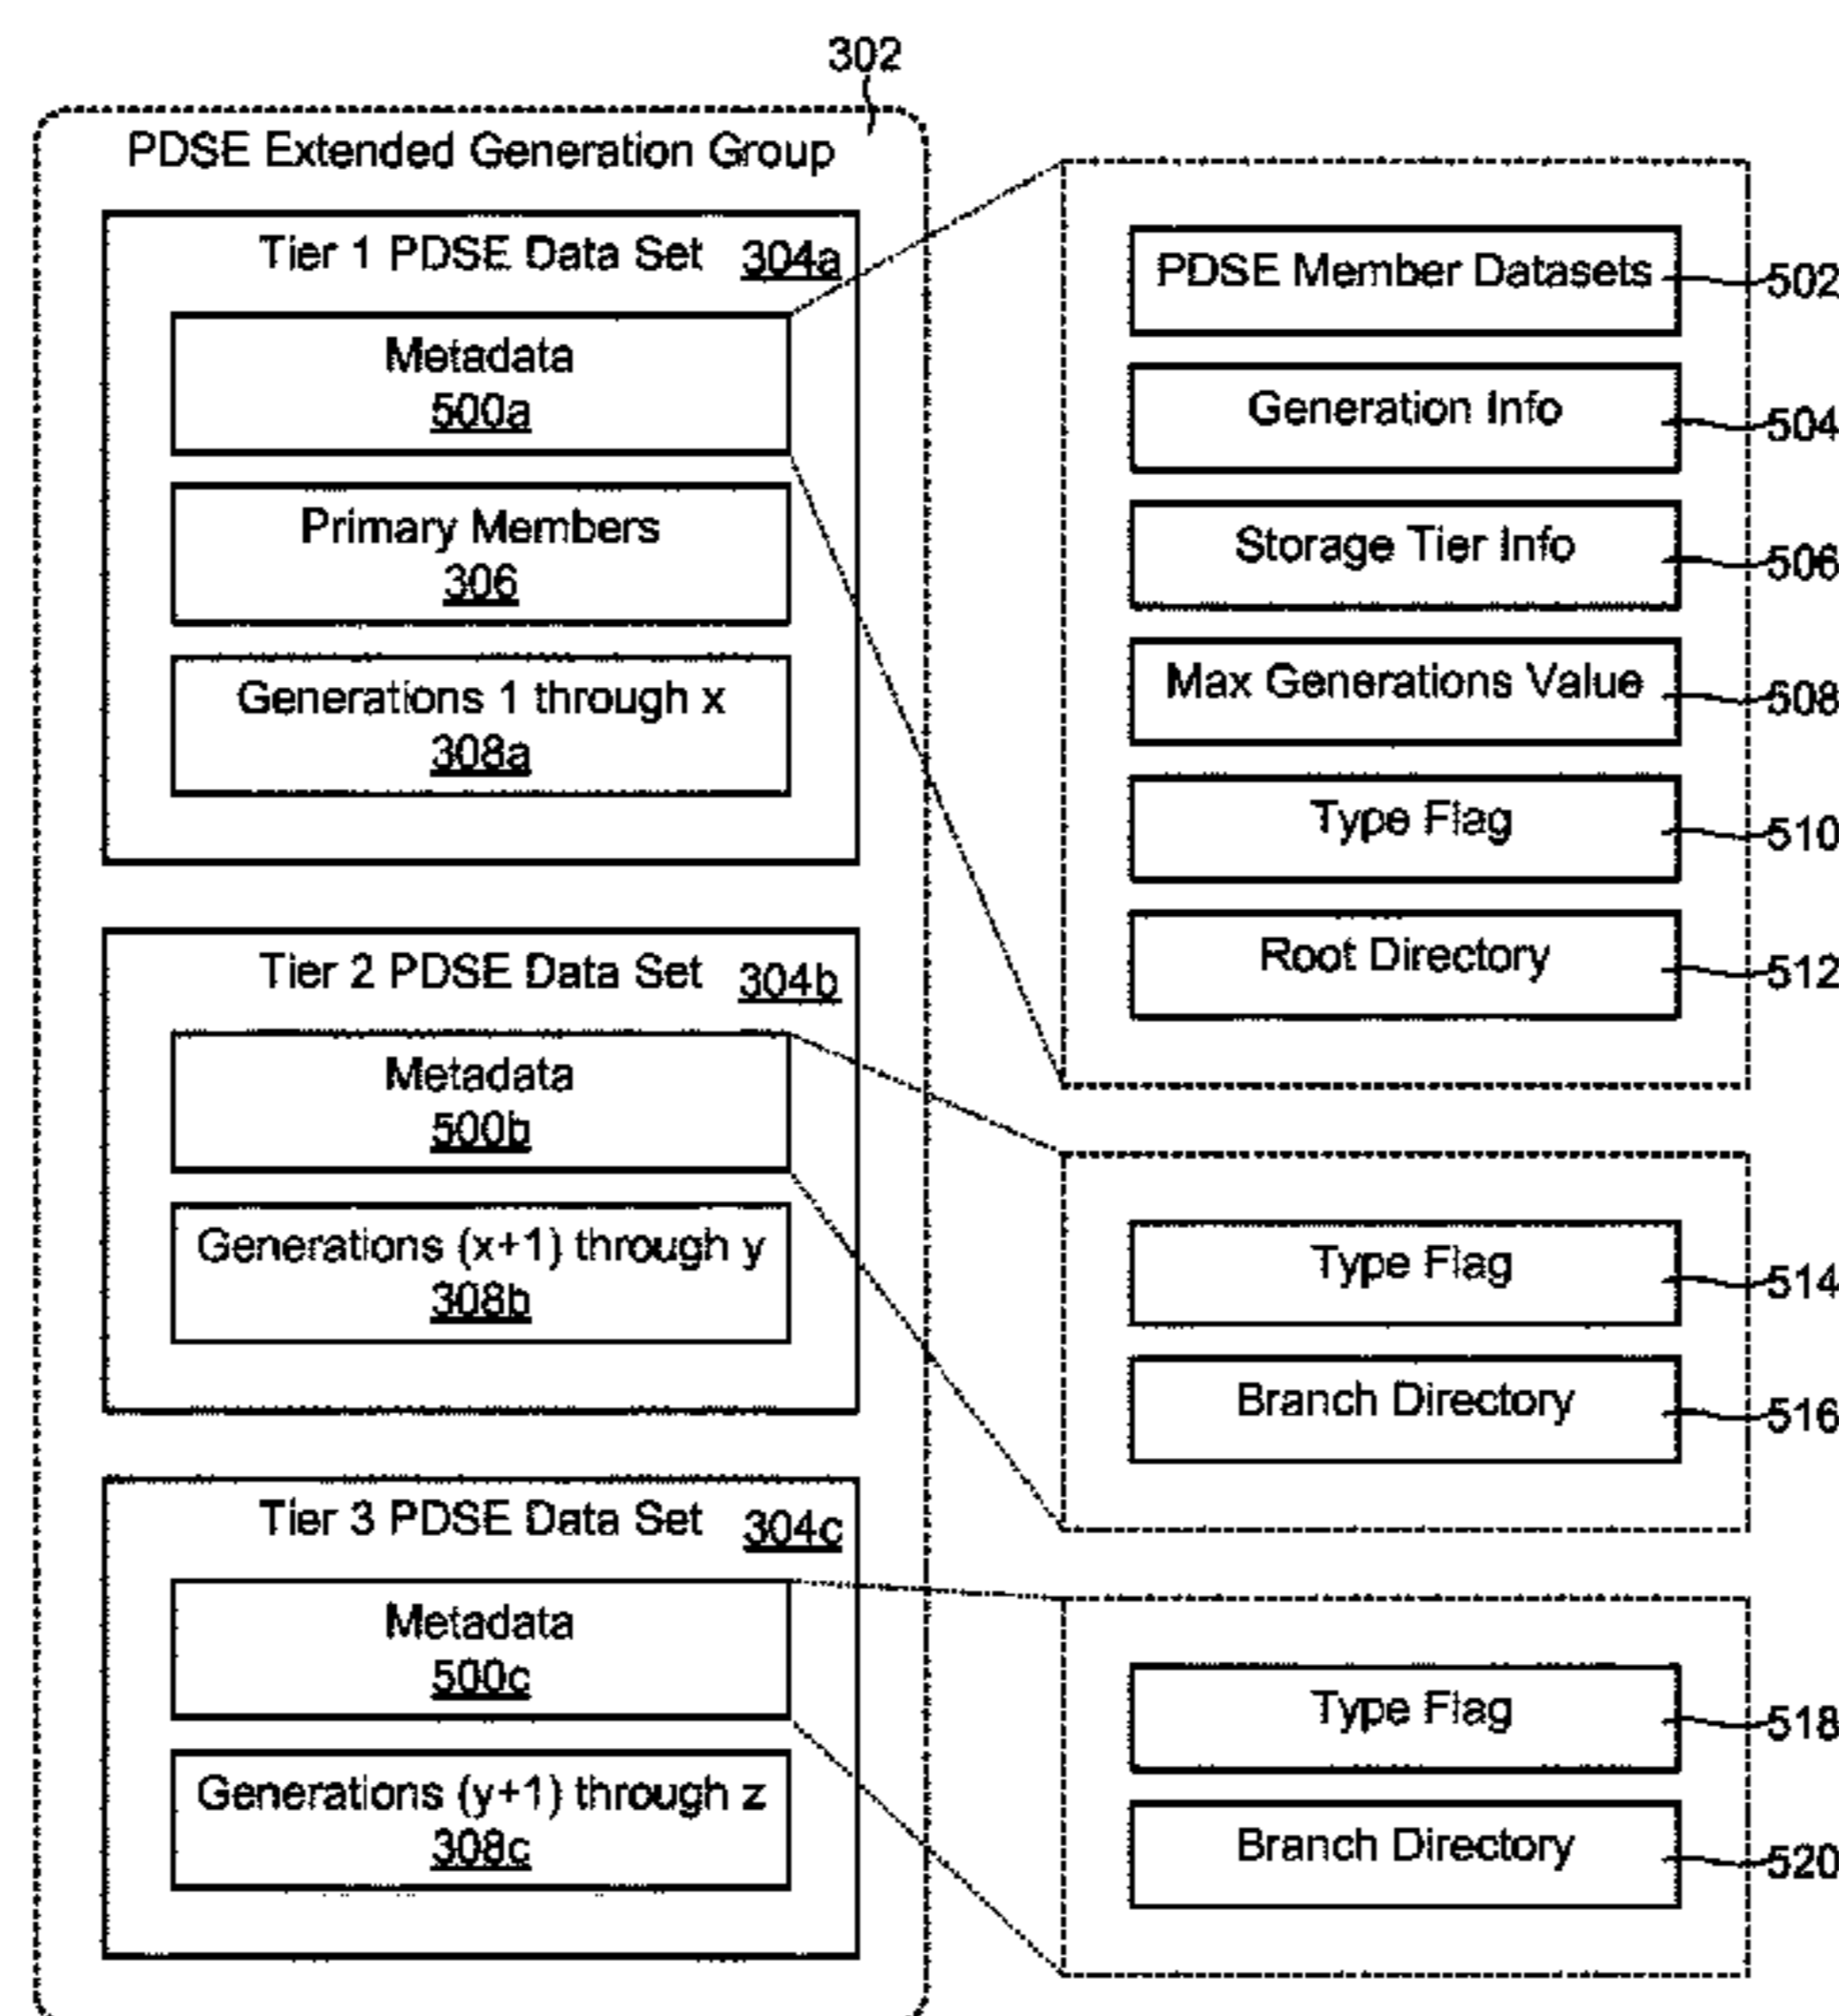 302
PDSE Extended Generation Group
Tier 1 PDSE Data Set 304a
Metadata
500a
Primary Members
306
Generations 1 through x
308a
Tier 2 PDSE Data Set 304b
Metadata
500b
Generations (x+1) through y
308b
Tier 3 PDSE Data Set 304c
Metadata
500c
Generations (y+1) through z
308c
PDSE Member Datasets 502
Generation Info 504
Storage Tier Info 506
Max Generations Value 508
Type Flag 510
Root Directory 512
Type Flag 514
Branch Directory 516
Type Flag 518
Branch Directory 520